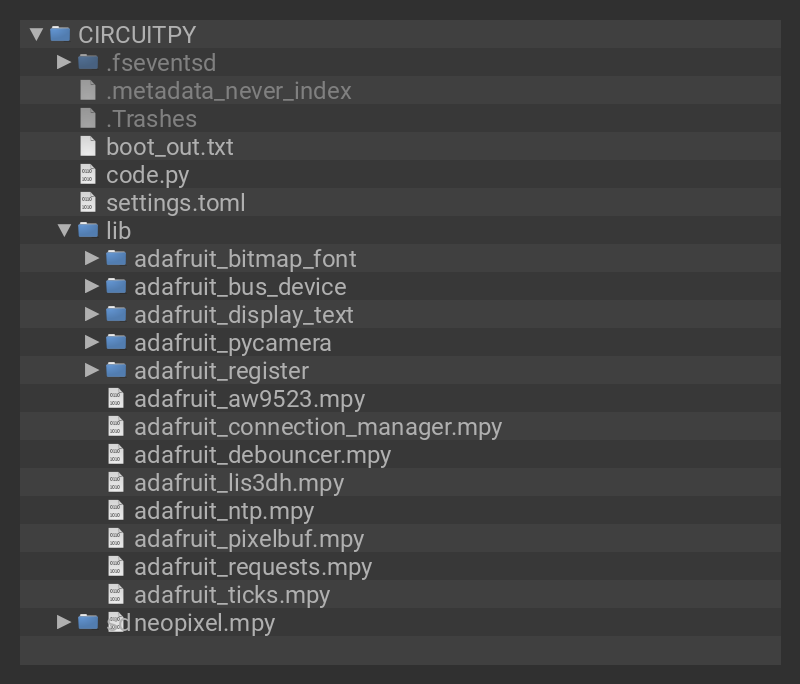 CIRCUITPY
.fseventsd
.metadata_never_index
.Trashes
boot_out.txt
code.py
settings.toml
lib
adafruit_bitmap_font
adafruit_bus_device
adafruit_display_text
adafruit_pycamera
adafruit_register
adafruit_aw9523.mpy
adafruit_connection_manager.mpy
adafruit_debouncer.mpy
adafruit_lis3dh.mpy
adafruit_ntp.mpy
adafruit_pixelbuf.mpy
adafruit_requests.mpy
adafruit_ticks.mpy
sd neopixel.mpy